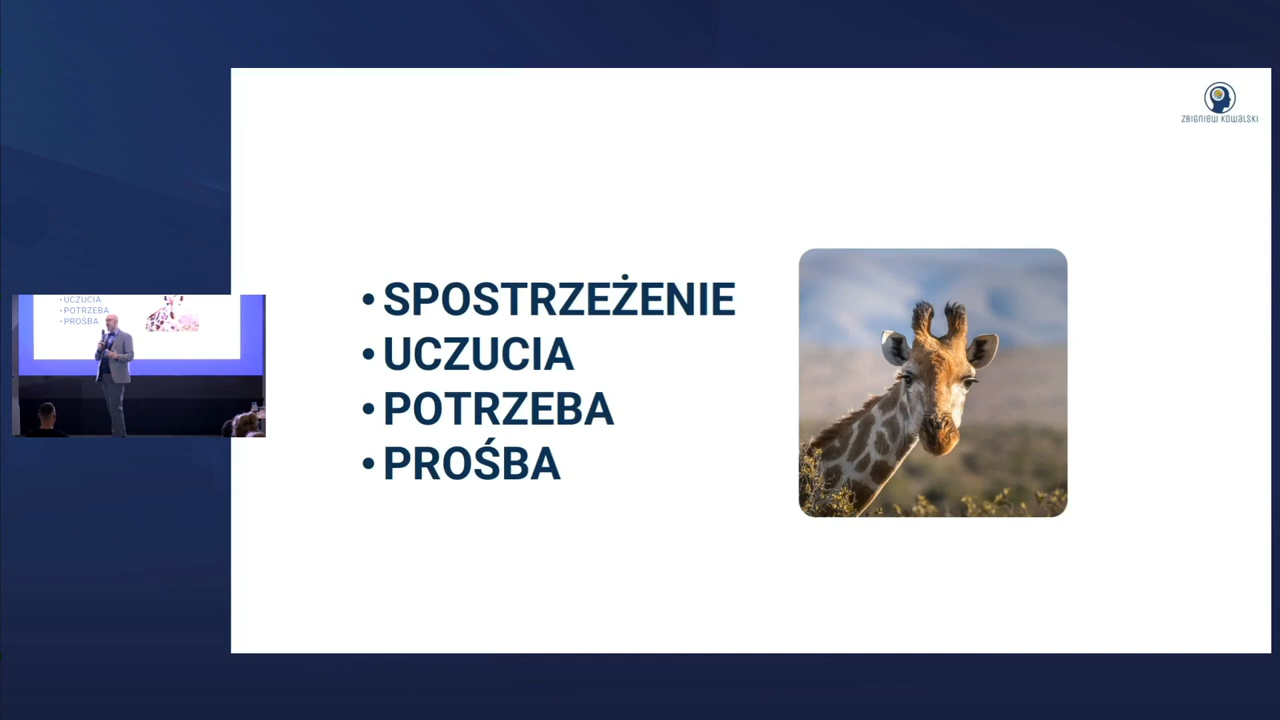 ZBIGNIEW KOWALSKI
• SPOSTRZEŻENIE
• UCZUCIA
• POTRZEBA
• PROŚBA
• UCZUCIA
• POTRZEBA
• PROŚBA